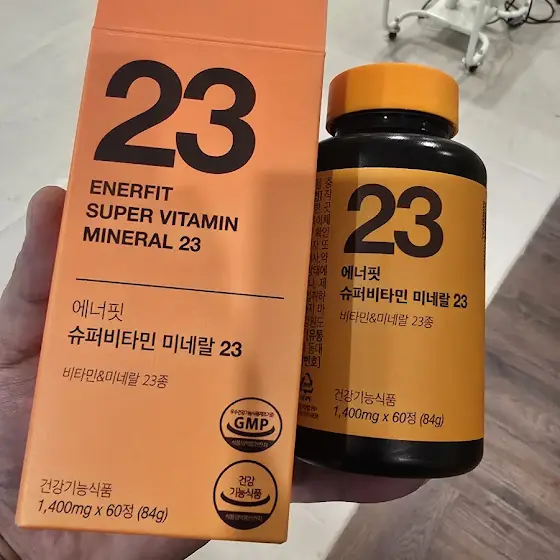 23
ENERFIT
SUPER VITAMIN
MINERAL 23
에너핏
슈퍼비타민 미네랄 23
비타민&미네랄 23종
GMP
건강
기능식품
건강기능식품
1,400mg x 60정 (84g)
23
에너핏
슈퍼비타민 미네랄 23
비타민&미네랄 23종
건강기능식품
1,400mg x 60정 (84g)